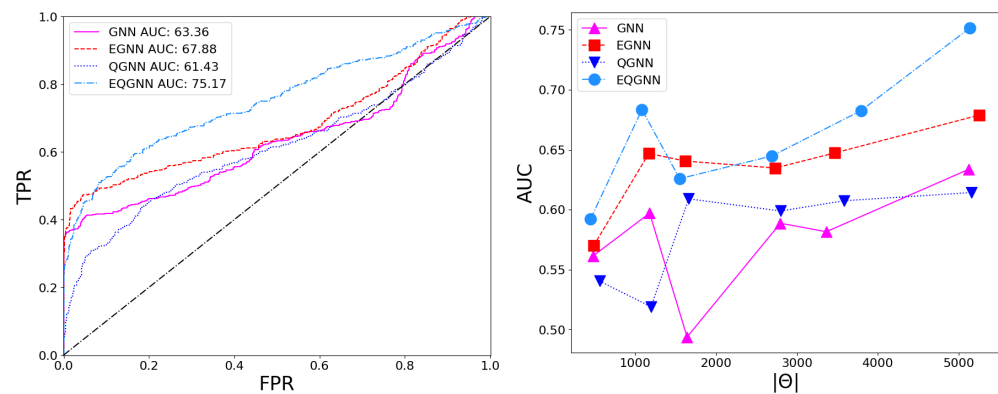 GNN AUC: 63.36
EGNN AUC: 67.88
QGNN AUC: 61.43
EQGNN AUC: 75.17
1.0
0.8
0.6
0.4
0.2
0.0
TPR
0.0 0.2 0.4 0.6 0.8 1.0
FPR
GNN
EGNN
QGNN
EQGNN
0.75
0.70
0.65
0.60
0.55
0.50
AUC
1000 2000 3000 4000 5000
|Θ|